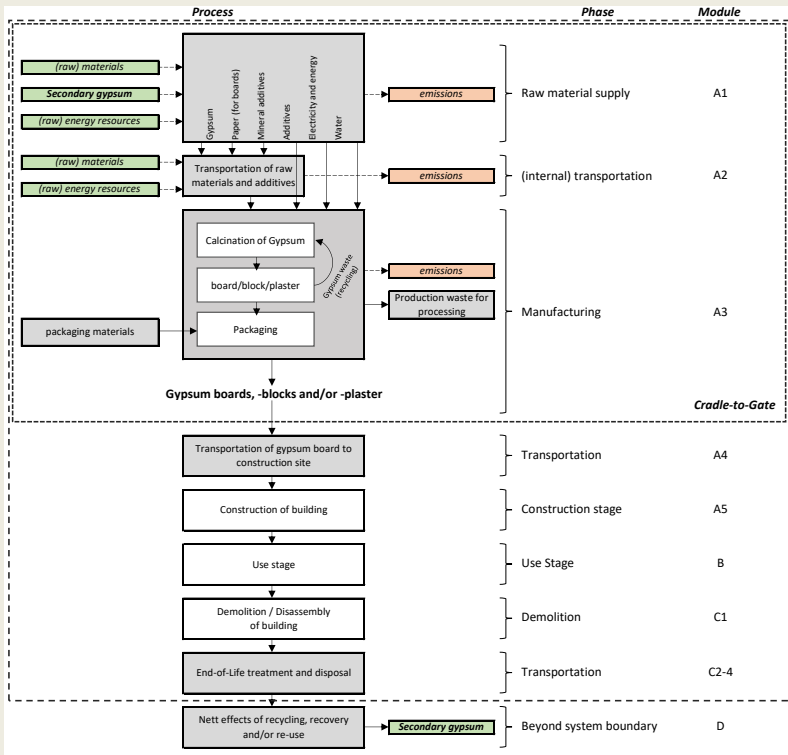 Process Phase Module
(raw) materials
Secondary gypsum
(raw) energy resources
Gypsum
Paper (for boards)
Mineral additives
Additives
Electricity and energy
Water
emissions
Raw material supply
A1
(raw) materials
(raw) energy resources
Transportation of raw
materials and additives
emissions
(internal) transportation
A2
Calcination of Gypsum
board/block/plaster
Packaging
Gypsum waste
(recycling)
packaging materials
emissions
Production waste for
processing
Manufacturing
A3
Gypsum boards, -blocks and/or -plaster
Cradle-to-Gate
Transportation of gypsum board to
construction site
Transportation
A4
Construction of building
Construction stage
A5
Use stage
Use Stage
B
Demolition / Disassembly
of building
Demolition
C1
End-of-Life treatment and disposal
Transportation
C2-4
Nett effects of recycling, recovery
and/or re-use
Secondary gypsum
Beyond system boundary
D